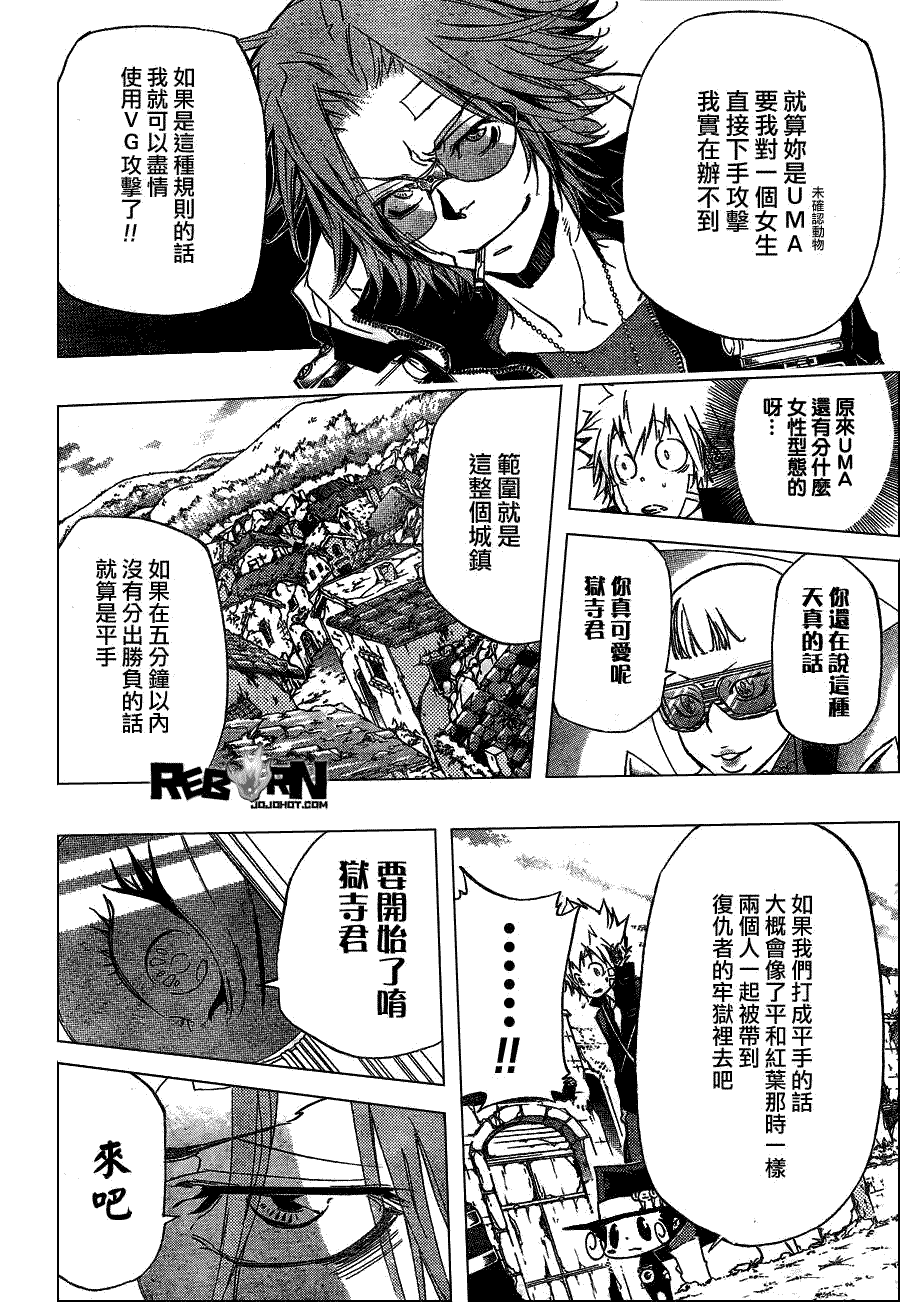 就算妳是UMA
未確認動物
要我對一個女生
直接下手攻擊
我實在辦不到
如果是這種規則的話
我就可以盡情
使用VG攻擊了!!
原來UMA
還有分什麼
女性型態的
呀…
範圍就是
這整個城鎮
如果在五分鐘以內
沒有分出勝負的話
就算是平手
你還在說這種
天真的話
你真可愛呢
獄寺君
REBORN
JOJOHOT.COM
如果我們打成平手的話
大概會像了平和紅葉那時一樣
兩個人一起被帶到
復仇者的牢獄裡去吧
......!!
要開始了唷
獄寺君
來吧